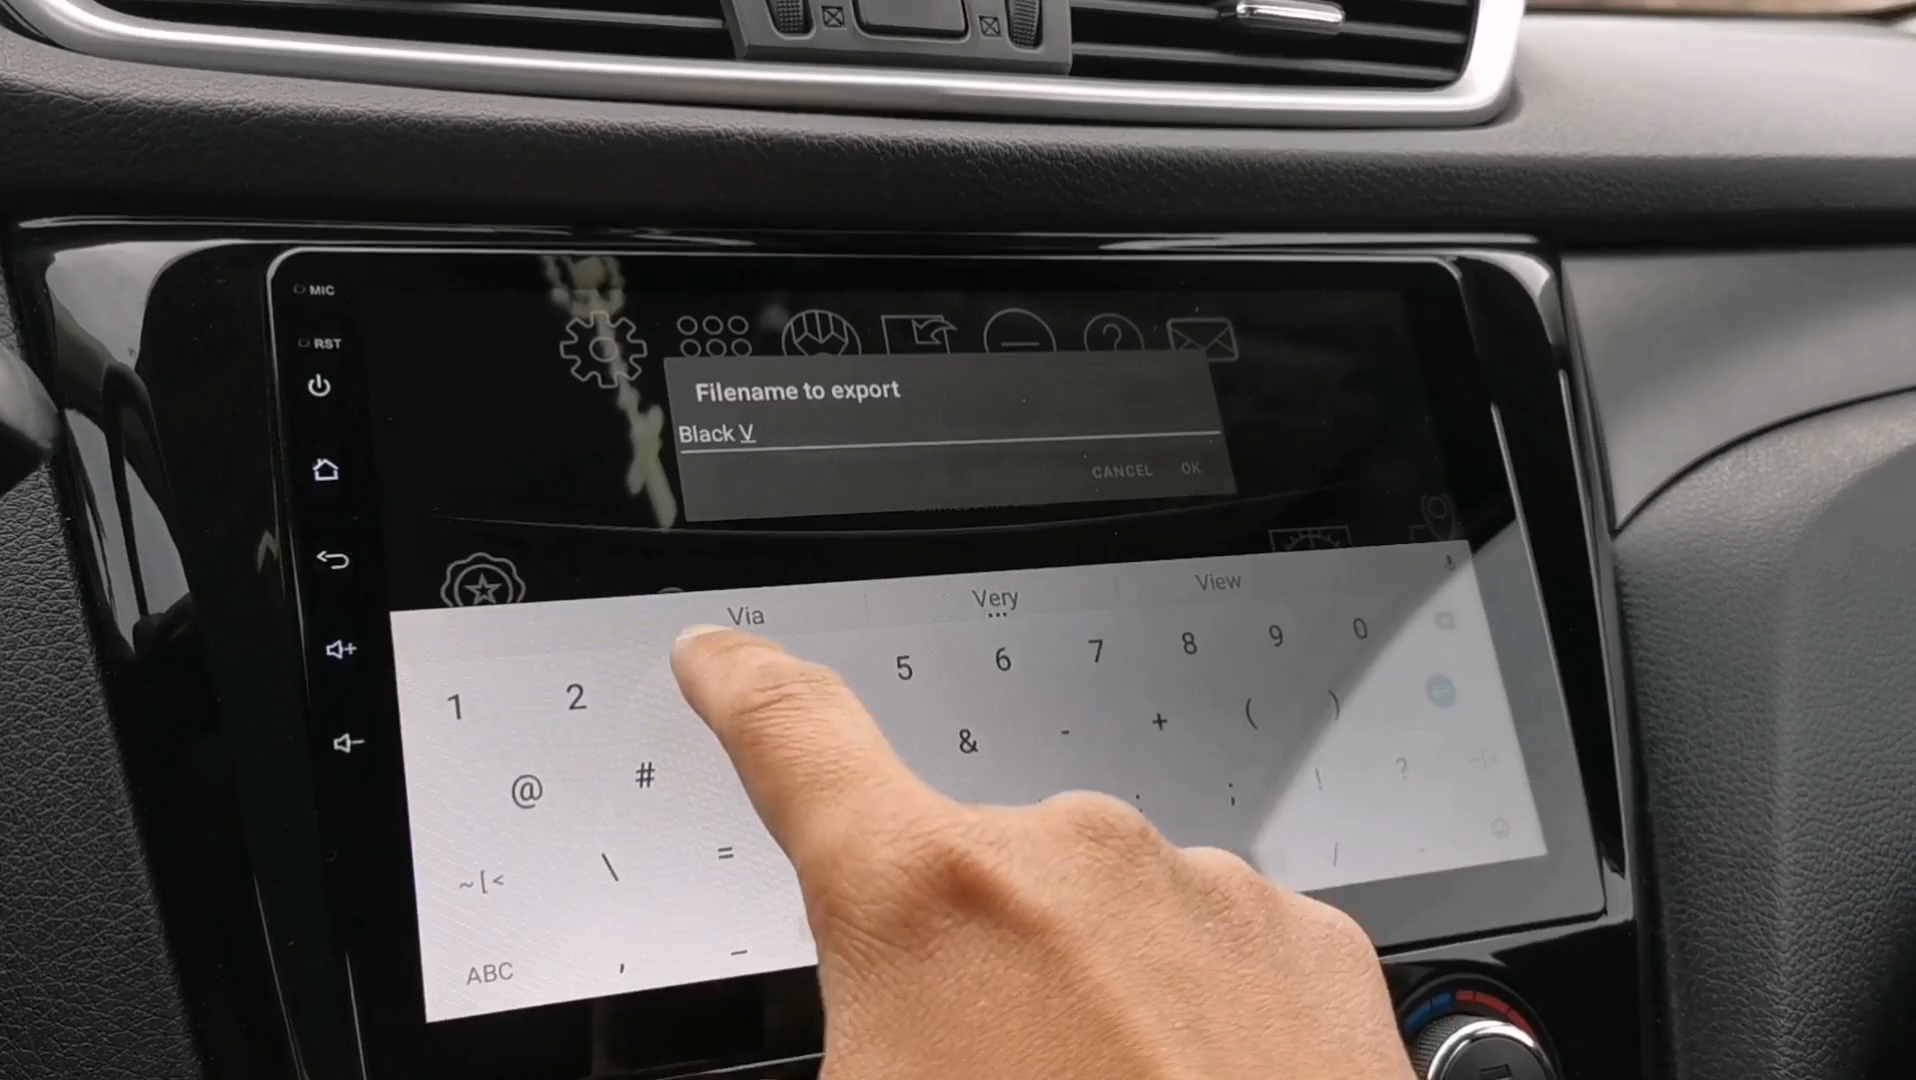 MIC
RST
Filename to export
Black V
CANCEL OK
Via Very View
1 2 5 6 7 8 9 0
@ # & - + ( )
~[< \ = : ; ! ? ~[<
ABC , _ / .